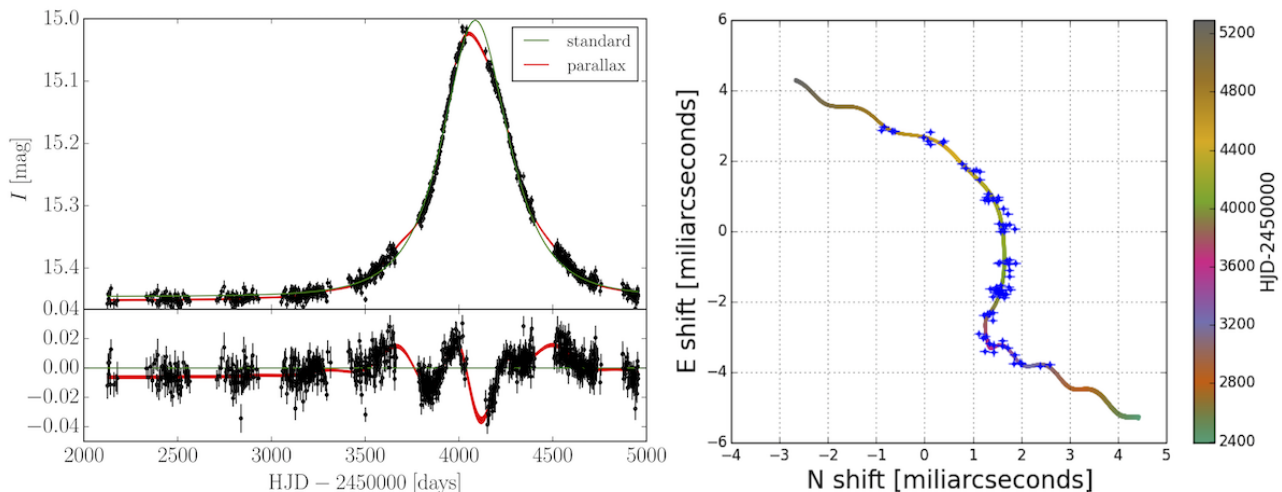 15.0
15.1
15.2
15.3
15.4
I [mag]
standard
parallax
0.04
0.02
0.00
−0.02
−0.04
2000 2500 3000 3500 4000 4500 5000
HJD − 2450000 [days]
6
4
2
0
−2
−4
−6
E shift [miliarcseconds]
−4 −3 −2 −1 0 1 2 3 4 5
N shift [miliarcseconds]
5200
4800
4400
4000
3600
3200
2800
2400
HJD-2450000